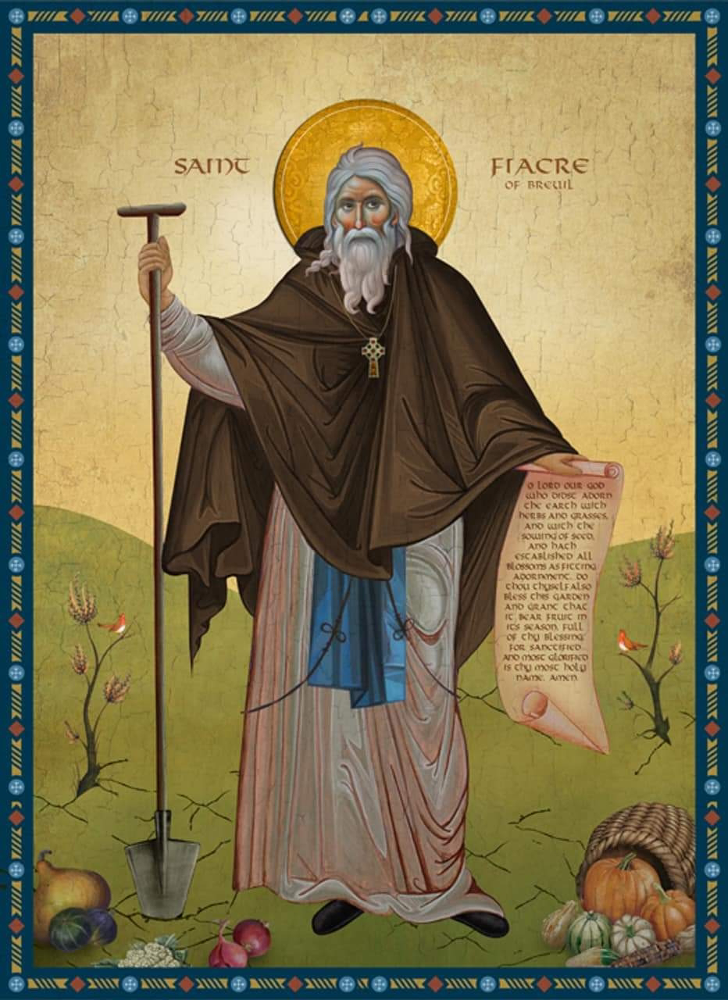 SAINT
FIACRE
OF BREUIL
O LORD OUR GOD
WHO DIDST ADORN
THE EARTH WITH
HERBS AND GRASSES,
AND WITH THE
SOWING OF SEED,
AND HATH
ESTABLISHED ALL
BLOSSOMS AS FITTING
ADORNMENT. DO
THOU THYSELF ALSO
BLESS THIS GARDEN
AND GRANT THAT
IT BEAR FRUIT IN
ITS SEASON, FULL
OF THY BLESSING
FOR SANCTIFIED
AND MOST GLORIFIED
IS THY MOST HOLY
NAME. AMEN.